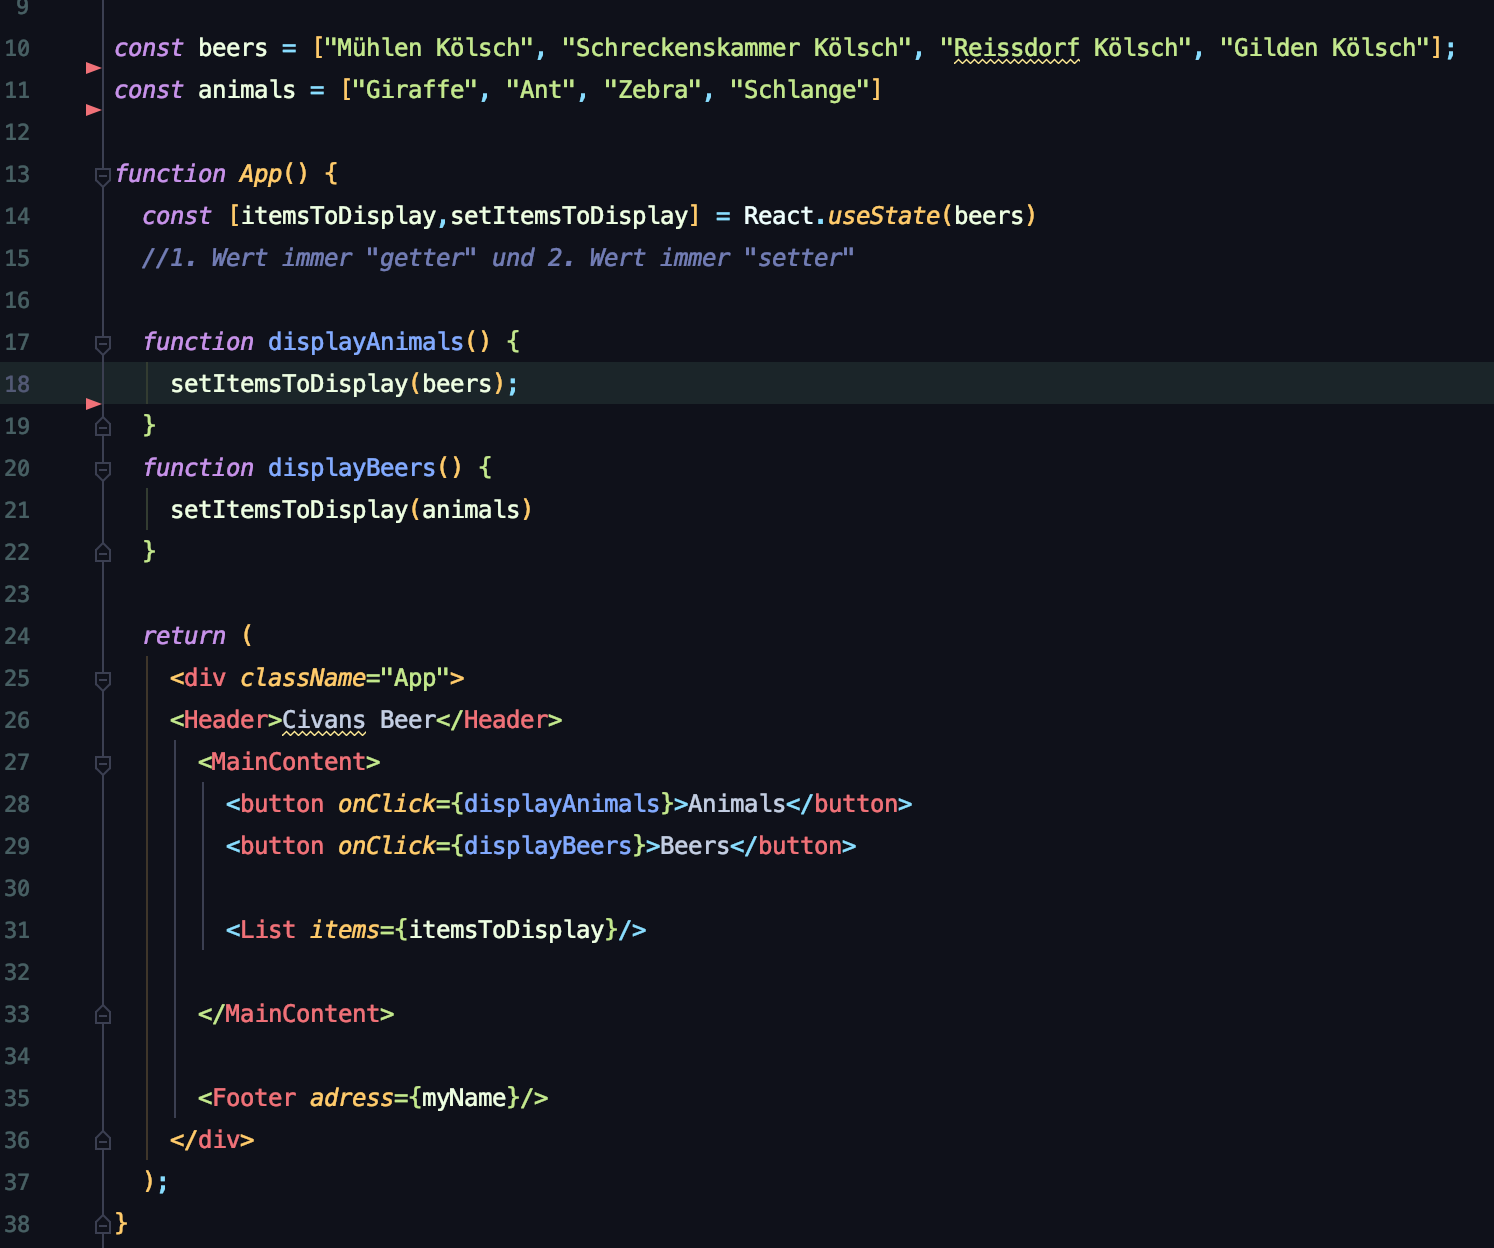 9
10 const beers = ["Mühlen Kölsch", "Schreckenskammer Kölsch", "Reissdorf Kölsch", "Gilden Kölsch"];
11 const animals = ["Giraffe", "Ant", "Zebra", "Schlange"]
12
13 function App() {
14   const [itemsToDisplay,setItemsToDisplay] = React.useState(beers)
15   //1. Wert immer "getter" und 2. Wert immer "setter"
16
17   function displayAnimals() {
18     setItemsToDisplay(beers);
19   }
20   function displayBeers() {
21     setItemsToDisplay(animals)
22   }
23
24   return (
25     <div className="App">
26     <Header>Civans Beer</Header>
27       <MainContent>
28         <button onClick={displayAnimals}>Animals</button>
29         <button onClick={displayBeers}>Beers</button>
30
31         <List items={itemsToDisplay}/>
32
33       </MainContent>
34
35       <Footer adress={myName}/>
36     </div>
37   );
38 }